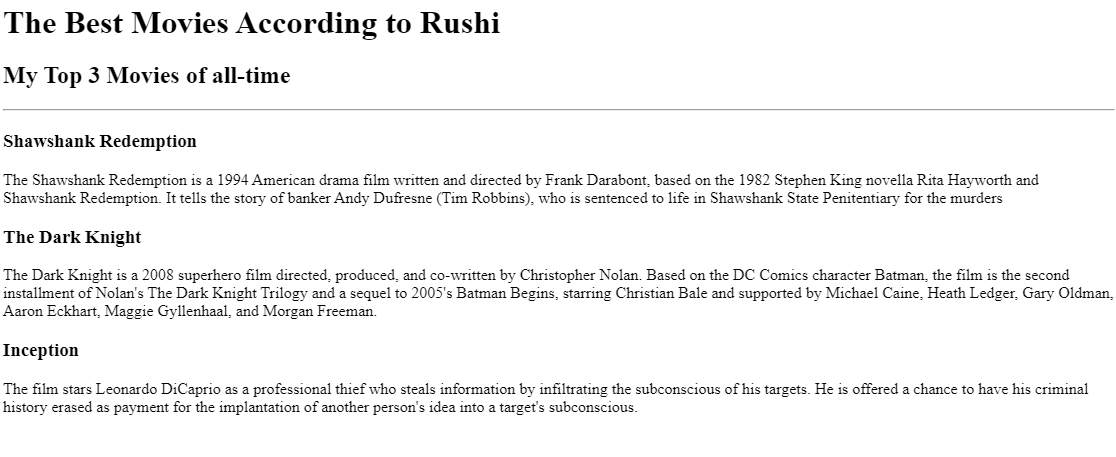 The Best Movies According to Rushi
My Top 3 Movies of all-time
Shawshank Redemption
The Shawshank Redemption is a 1994 American drama film written and directed by Frank Darabont, based on the 1982 Stephen King novella Rita Hayworth and
Shawshank Redemption. It tells the story of banker Andy Dufresne (Tim Robbins), who is sentenced to life in Shawshank State Penitentiary for the murders
The Dark Knight
The Dark Knight is a 2008 superhero film directed, produced, and co-written by Christopher Nolan. Based on the DC Comics character Batman, the film is the second
installment of Nolan's The Dark Knight Trilogy and a sequel to 2005's Batman Begins, starring Christian Bale and supported by Michael Caine, Heath Ledger, Gary Oldman,
Aaron Eckhart, Maggie Gyllenhaal, and Morgan Freeman.
Inception
The film stars Leonardo DiCaprio as a professional thief who steals information by infiltrating the subconscious of his targets. He is offered a chance to have his criminal
history erased as payment for the implantation of another person's idea into a target's subconscious.